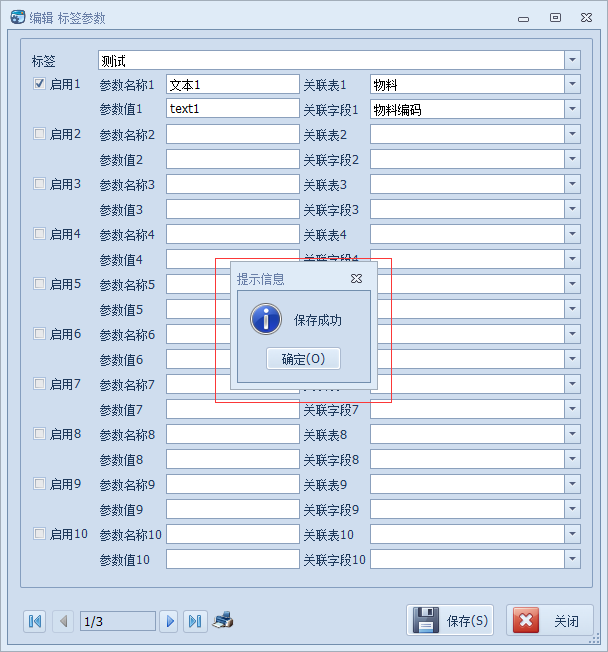 编辑 标签参数
标签 测试
启用1 参数名称1 文本1 关联表1 物料
参数值1 text1 关联字段1 物料编码
启用2 参数名称2 关联表2
参数值2 关联字段2
启用3 参数名称3 关联表3
参数值3 关联字段3
启用4 参数名称4 关联表4
参数值4 关联字段4
提示信息
启用5 参数名称5
参数值5
保存成功
启用6 参数名称6
参数值6
确定(O)
启用7 参数名称7
参数值7 关联字段7
启用8 参数名称8 关联表8
参数值8 关联字段8
启用9 参数名称9 关联表9
参数值9 关联字段9
启用10 参数名称10 关联表10
参数值10 关联字段10
1/3 保存(S) 关闭